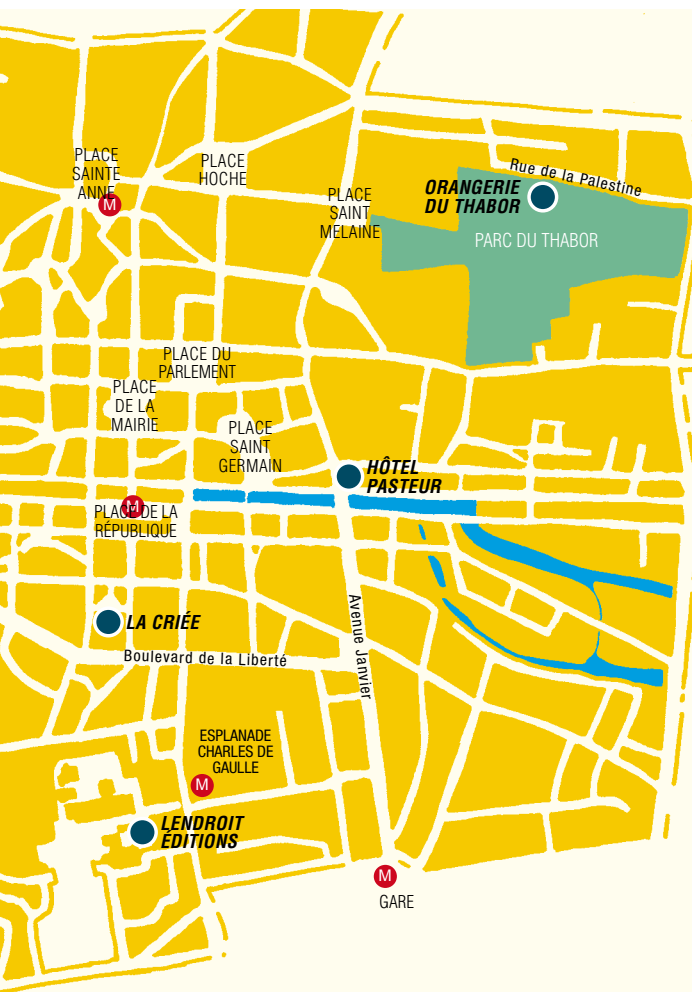 PLACE
SAINTE
ANNE
M
PLACE
HOCHE
PLACE
SAINT
MELAINE
ORANGERIE
DU THABOR
Rue de la Palestine
PARC DU THABOR
PLACE DU
PARLEMENT
PLACE
DE LA
MAIRIE
PLACE
SAINT
GERMAIN
HÔTEL
PASTEUR
M
PLACE DE LA
RÉPUBLIQUE
LA CRIÉE
Boulevard de la Liberté
Avenue Janvier
ESPLANADE
CHARLES DE
GAULLE
M
LENDROIT
ÉDITIONS
M
GARE